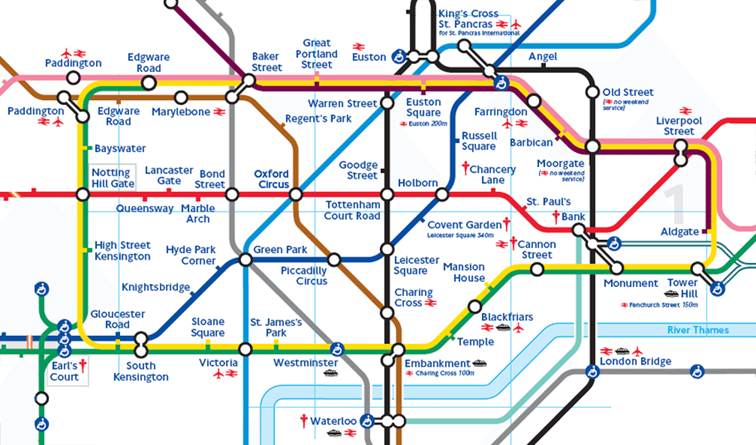 King's Cross
St. Pancras
for St. Pancras International
Euston
Angel
Great
Portland
Street
Baker
Street
Edgware
Road
Paddington
Paddington
Edgware
Road
Marylebone
Warren Street
Euston
Square
Euston 200m
Farringdon
Old Street
(no weekend
service)
Liverpool
Street
Regent's Park
Russell
Square
Barbican
Moorgate
(no weekend
service)
Bayswater
Notting
Hill Gate
Lancaster
Gate
Bond
Street
Oxford
Circus
Goodge
Street
Holborn
Chancery
Lane
Queensway
Marble
Arch
Tottenham
Court Road
St. Paul's
Bank
1
Covent Garden
Leicester Square 340m
Cannon
Street
Aldgate
High Street
Kensington
Hyde Park
Corner
Green Park
Piccadilly
Circus
Leicester
Square
Mansion
House
Monument
Tower
Hill
Fenchurch Street 150m
Knightsbridge
Charing
Cross
Blackfriars
Gloucester
Road
Sloane
Square
St. James's
Park
Temple
River Thames
Earl's
Court
South
Kensington
Victoria
Westminster
Embankment
Charing Cross 100m
London Bridge
Waterloo